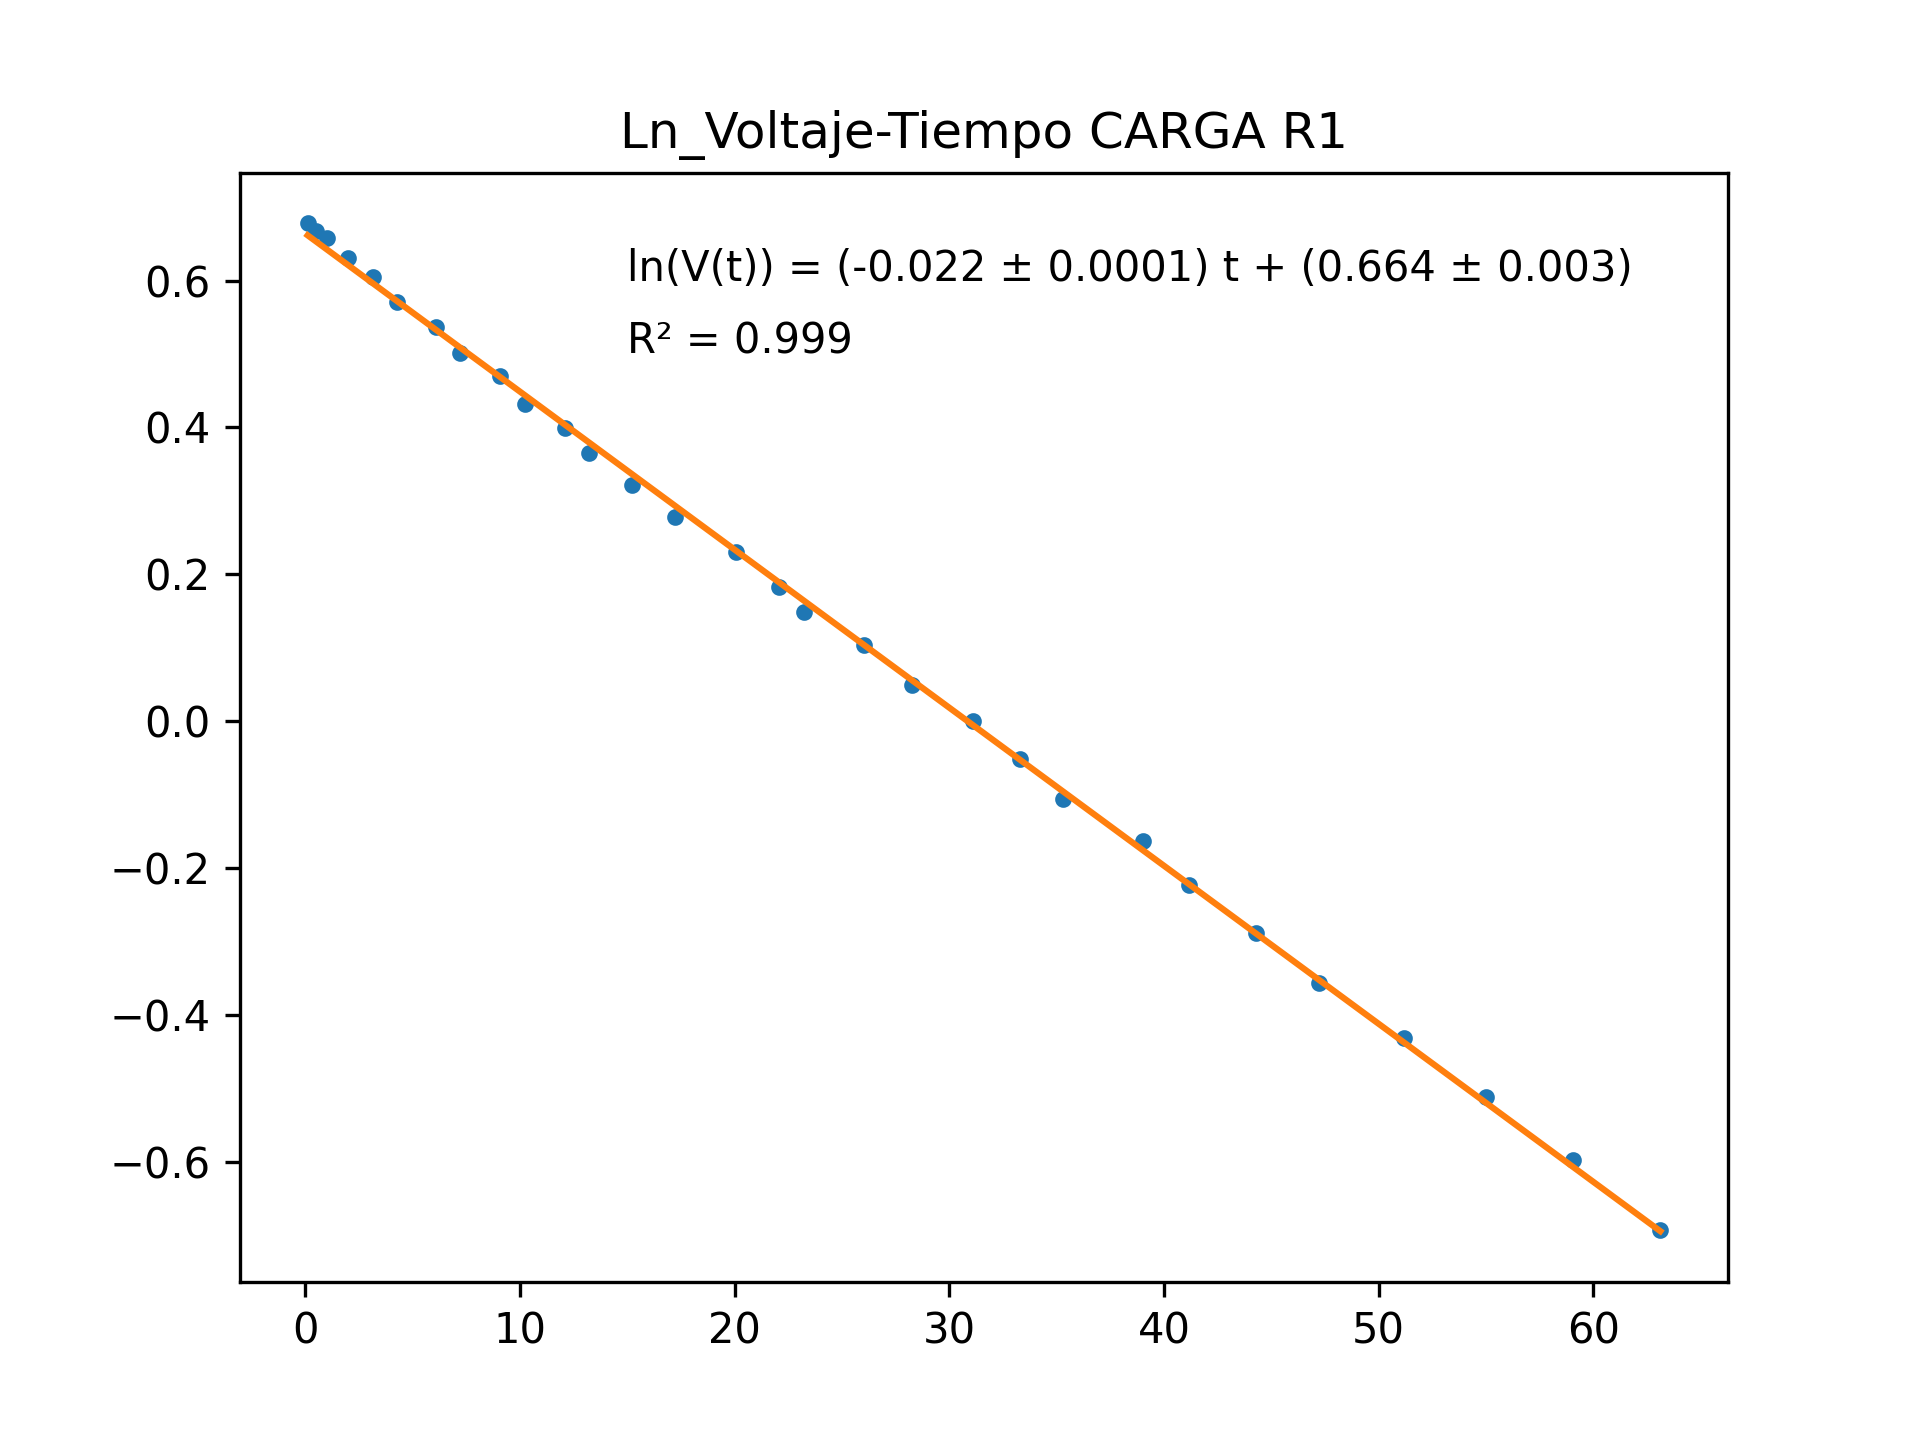 Ln_Voltaje-Tiempo CARGA R1
ln(V(t)) = (-0.022 ± 0.0001) t + (0.664 ± 0.003)
R² = 0.999
0.6
0.4
0.2
0.0
−0.2
−0.4
−0.6
0 10 20 30 40 50 60